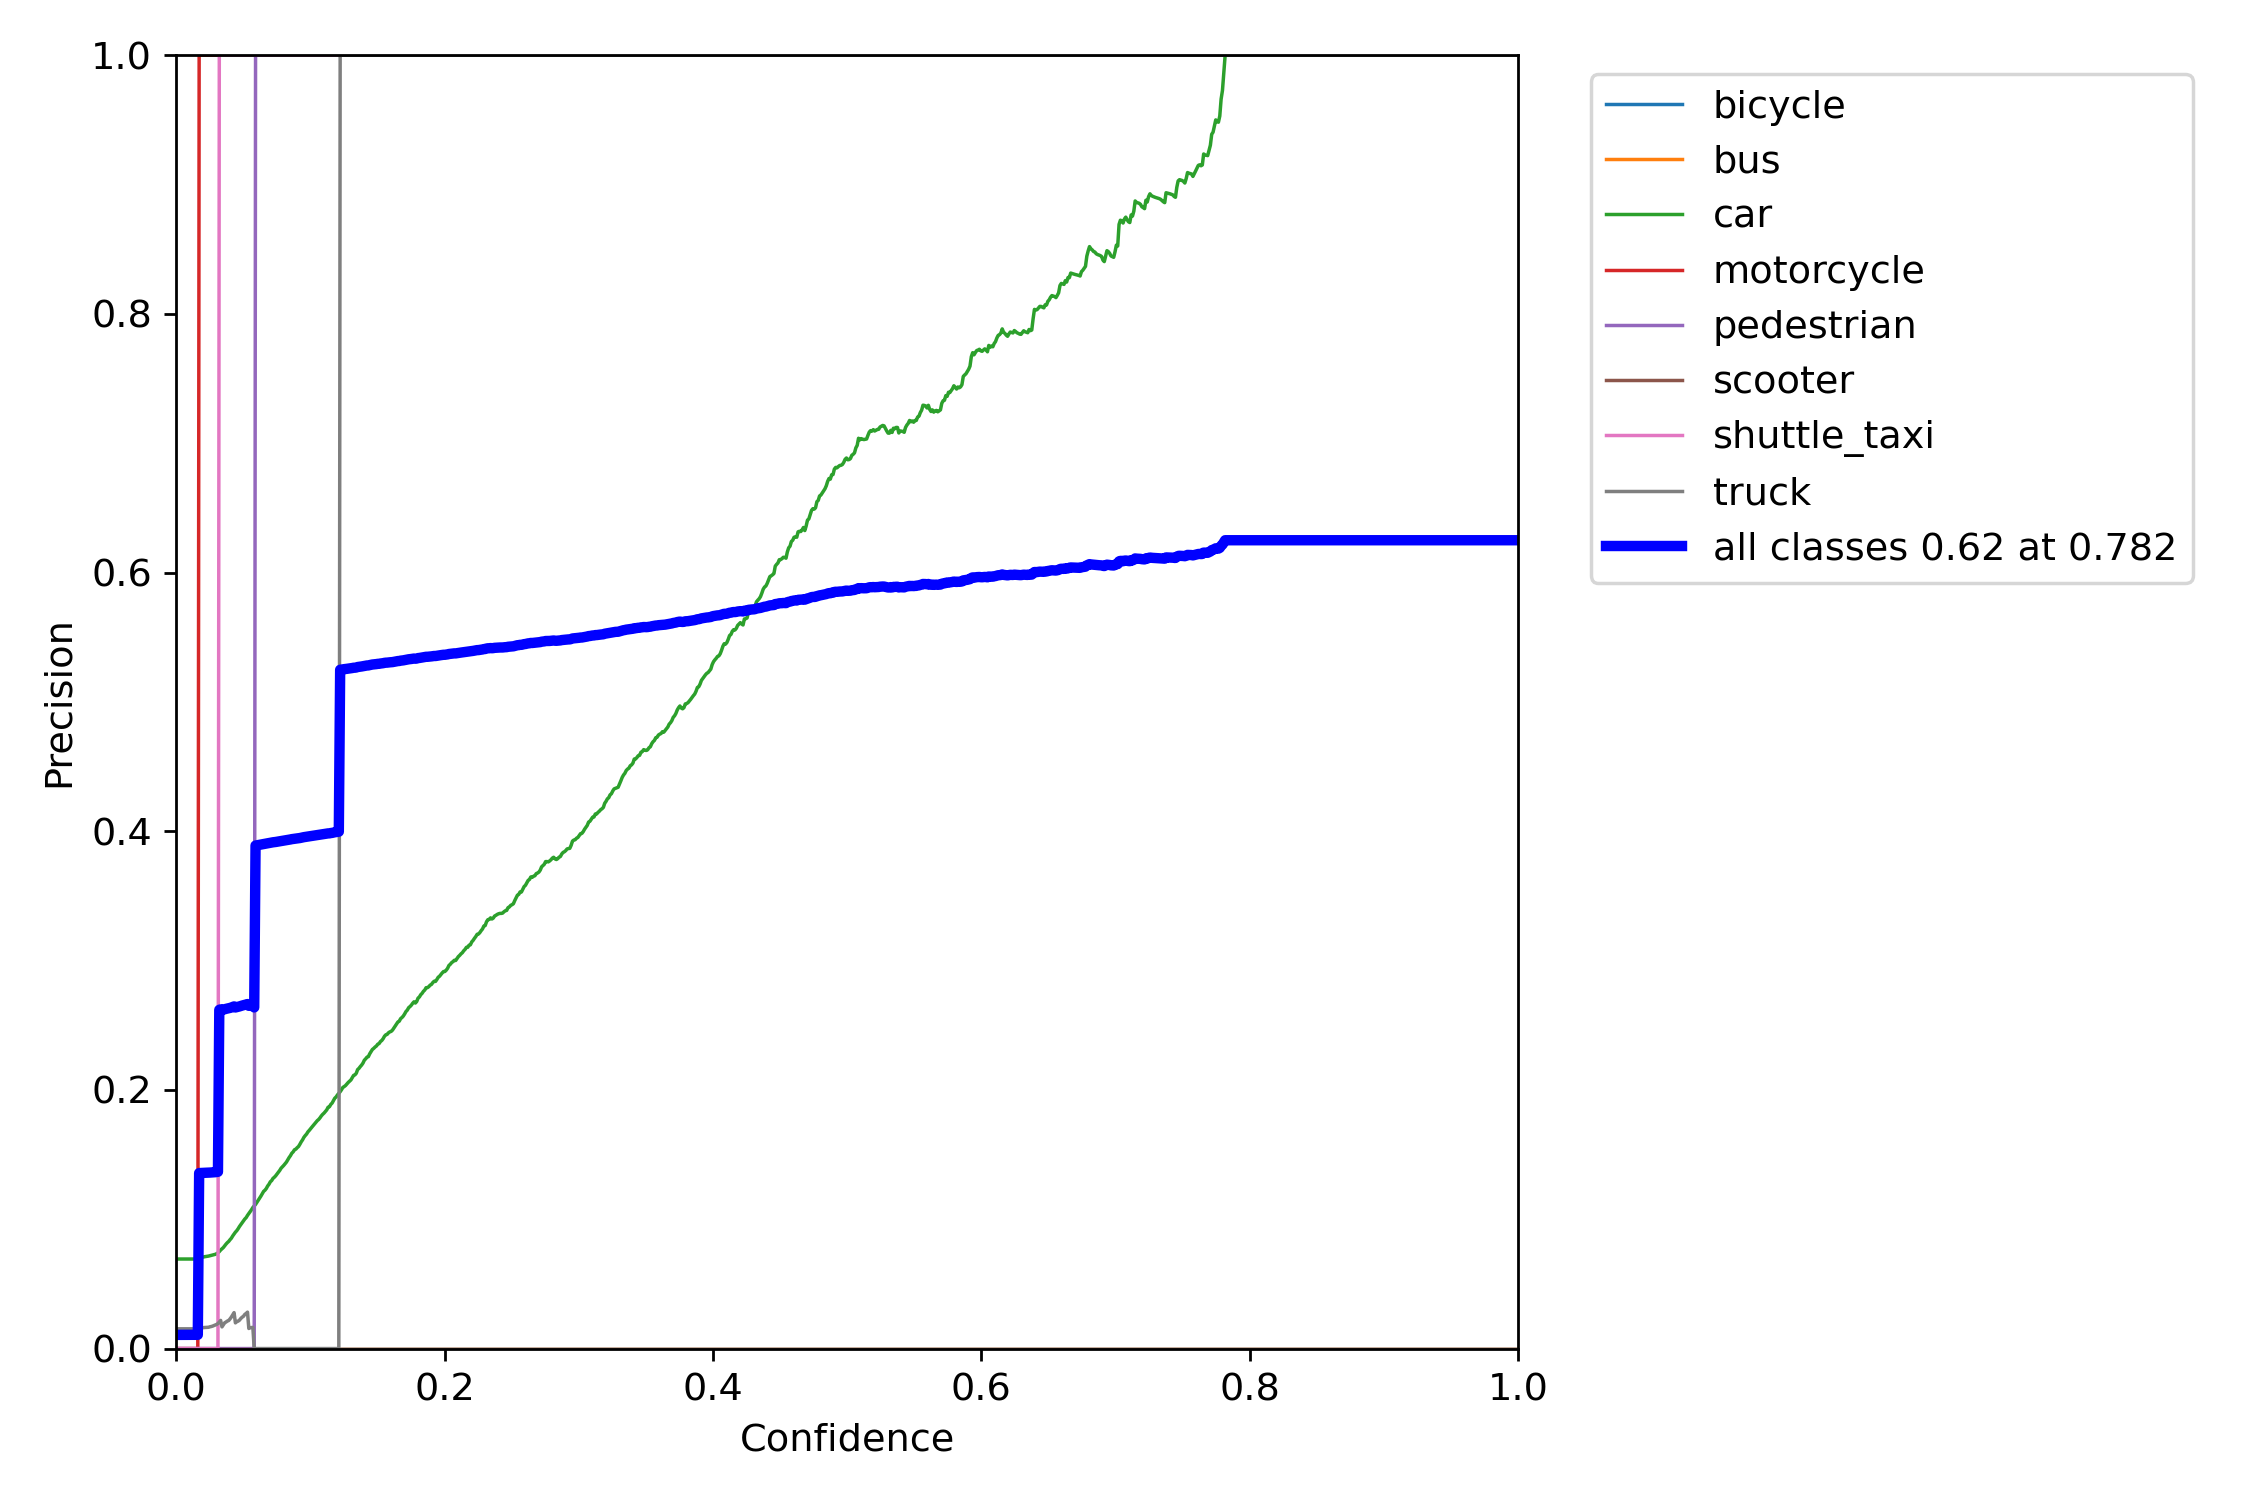 1.0
0.8
0.6
0.4
0.2
0.0
Precision
0.0 0.2 0.4 0.6 0.8 1.0
Confidence
bicycle
bus
car
motorcycle
pedestrian
scooter
shuttle_taxi
truck
all classes 0.62 at 0.782